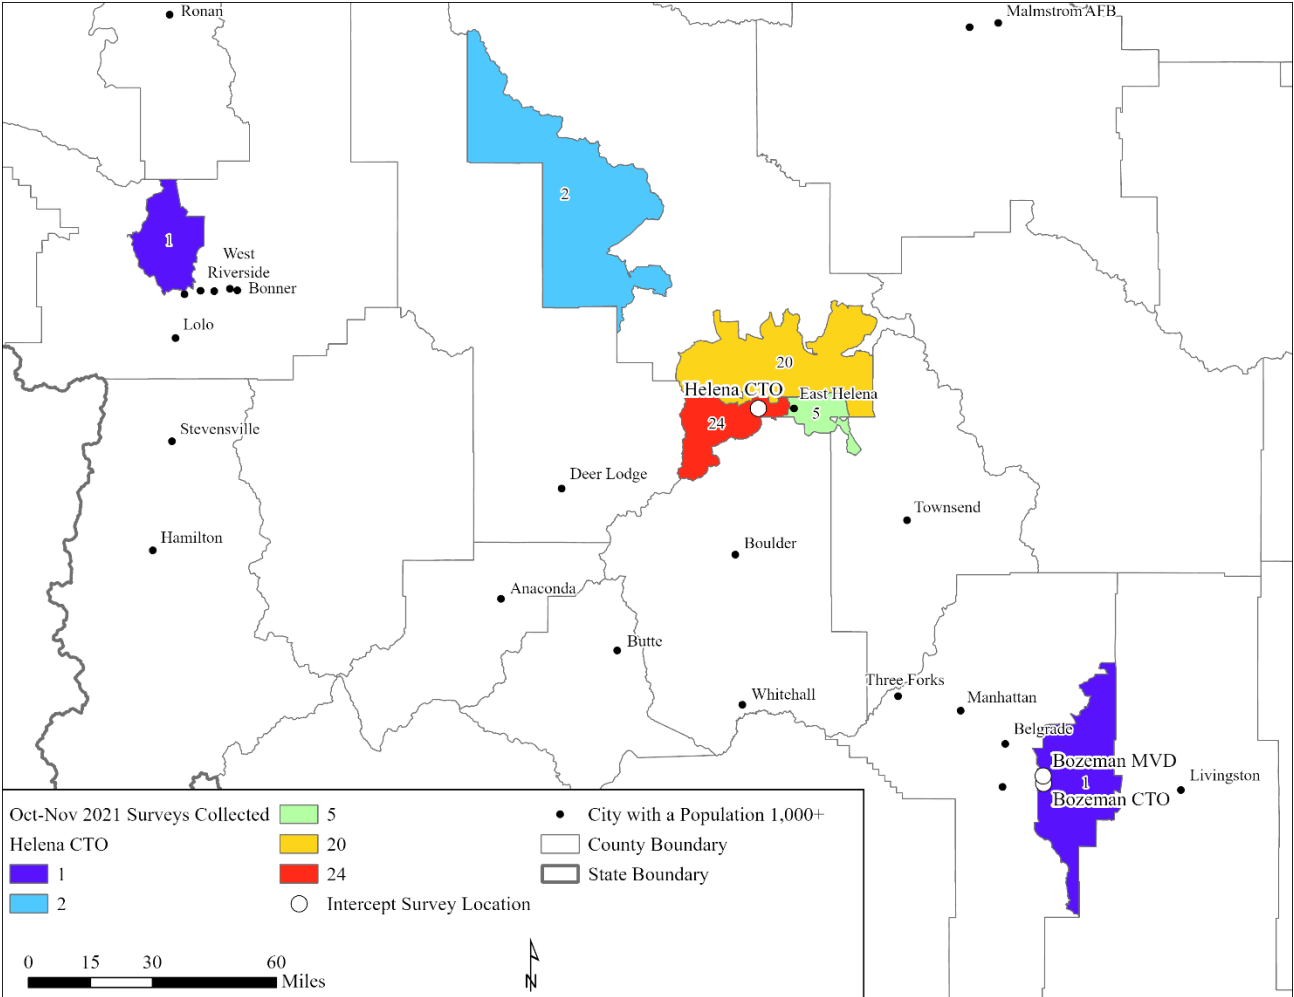 Ronan
Malmstrom AFB
2
1
West
Riverside
Bonner
Lolo
20
Helena CTO
East Helena
5
24
Stevensville
Deer Lodge
Townsend
Hamilton
Boulder
Anaconda
Butte
Three Forks
Whitchall
Manhattan
Belgrade
Bozeman MVD
1
Livingston
Bozeman CTO
Oct-Nov 2021 Surveys Collected
Helena CTO
1
2
5
20
24
Intercept Survey Location
City with a Population 1,000+
County Boundary
State Boundary
0 15 30 60
Miles
N